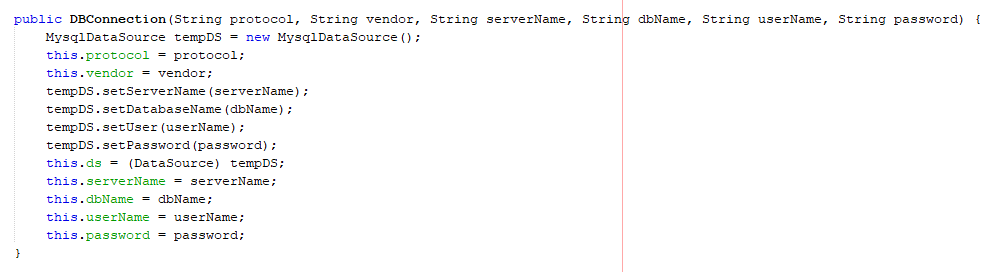 public DBConnection(String protocol, String vendor, String serverName, String dbName, String userName, String password) {
    MysqlDataSource tempDS = new MysqlDataSource();
    this.protocol = protocol;
    this.vendor = vendor;
    tempDS.setServerName(serverName);
    tempDS.setDatabaseName(dbName);
    tempDS.setUser(userName);
    tempDS.setPassword(password);
    this.ds = (DataSource) tempDS;
    this.serverName = serverName;
    this.dbName = dbName;
    this.userName = userName;
    this.password = password;
}